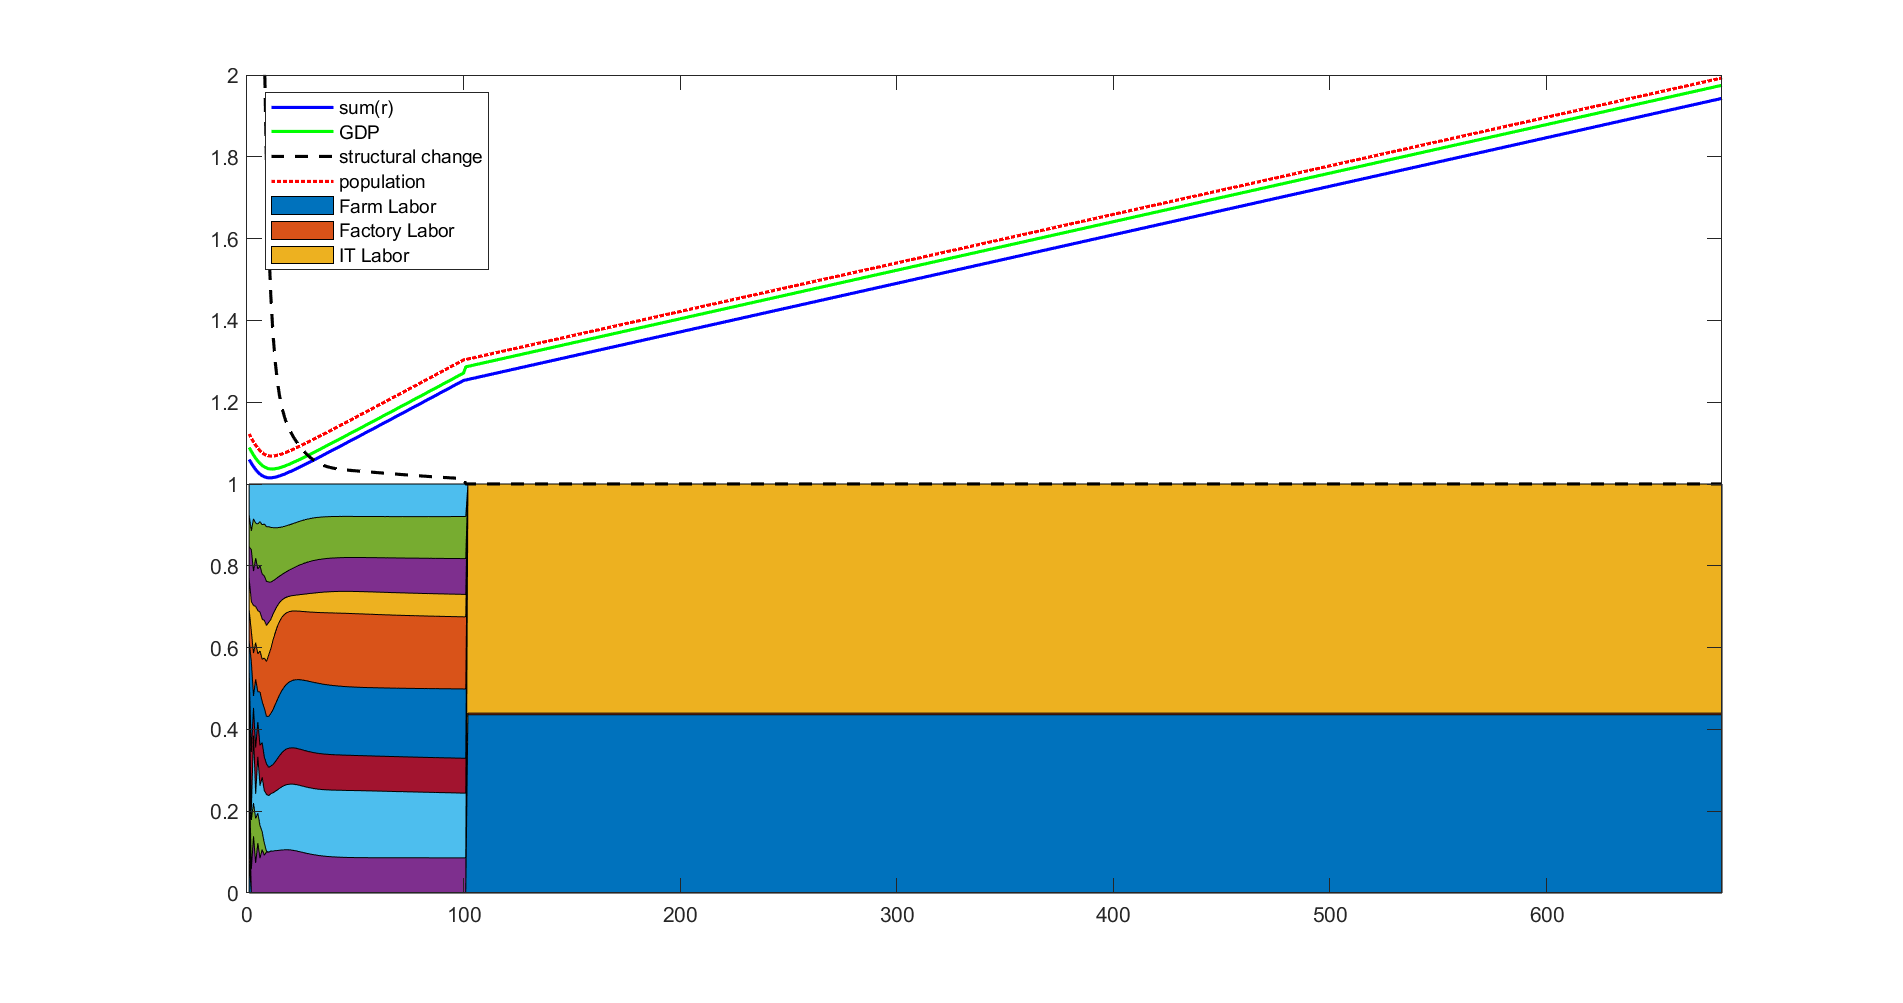 2
sum(r)
GDP
1.8
structural change
population
Farm Labor
1.6
Factory Labor
IT Labor
1.4
1.2
1
0.8
0.6
0.4
0.2
0
0 100 200 300 400 500 600